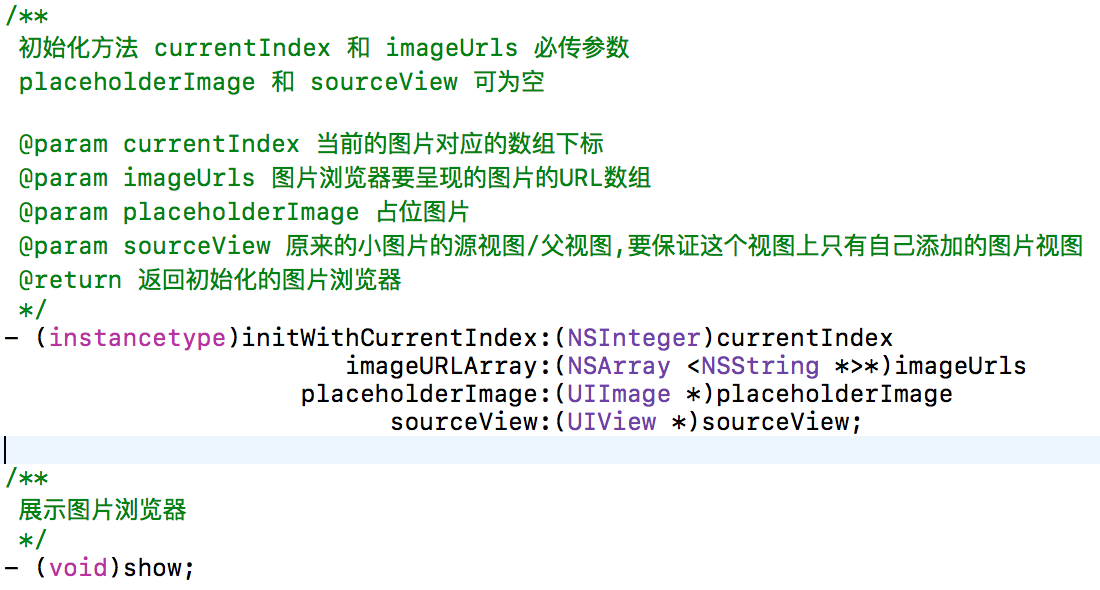 /**
初始化方法 currentIndex 和 imageUrls 必传参数
placeholderImage 和 sourceView 可为空
@param currentIndex 当前的图片对应的数组下标
@param imageUrls 图片浏览器要呈现的图片的URL数组
@param placeholderImage 占位图片
@param sourceView 原来的小图片的源视图/父视图,要保证这个视图上只有自己添加的图片视图
@return 返回初始化的图片浏览器
*/
- (instancetype)initWithCurrentIndex:(NSInteger)currentIndex
imageURLArray:(NSArray <NSString *>*)imageUrls
placeholderImage:(UIImage *)placeholderImage
sourceView:(UIView *)sourceView;
/**
展示图片浏览器
*/
- (void)show;